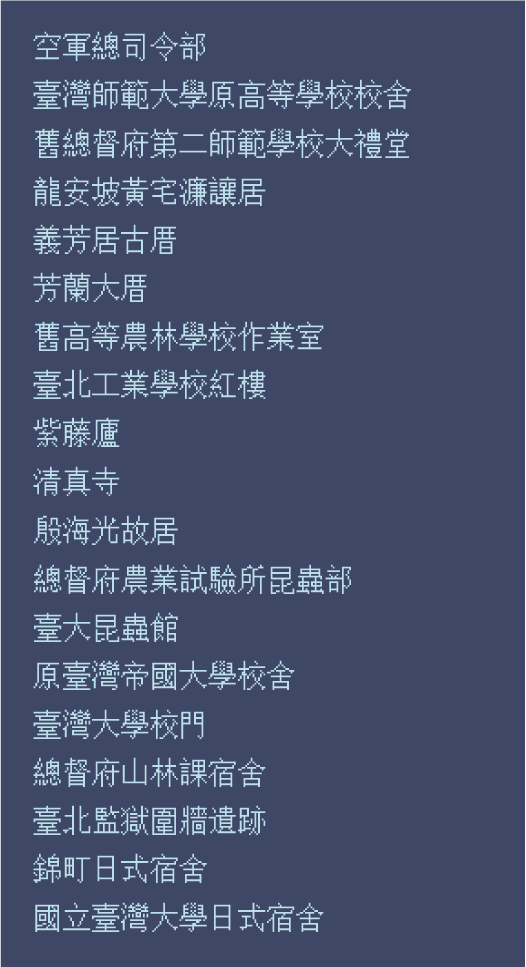 空軍總司令部
臺灣師範大學原高等學校校舍
舊總督府第二師範學校大禮堂
龍安坡黃宅濂讓居
義芳居古厝
芳蘭大厝
舊高等農林學校作業室
臺北工業學校紅樓
紫藤廬
清真寺
殷海光故居
總督府農業試驗所昆蟲部
臺大昆蟲館
原臺灣帝國大學校舍
臺灣大學校門
總督府山林課宿舍
臺北監獄圍牆遺跡
錦町日式宿舍
國立臺灣大學日式宿舍